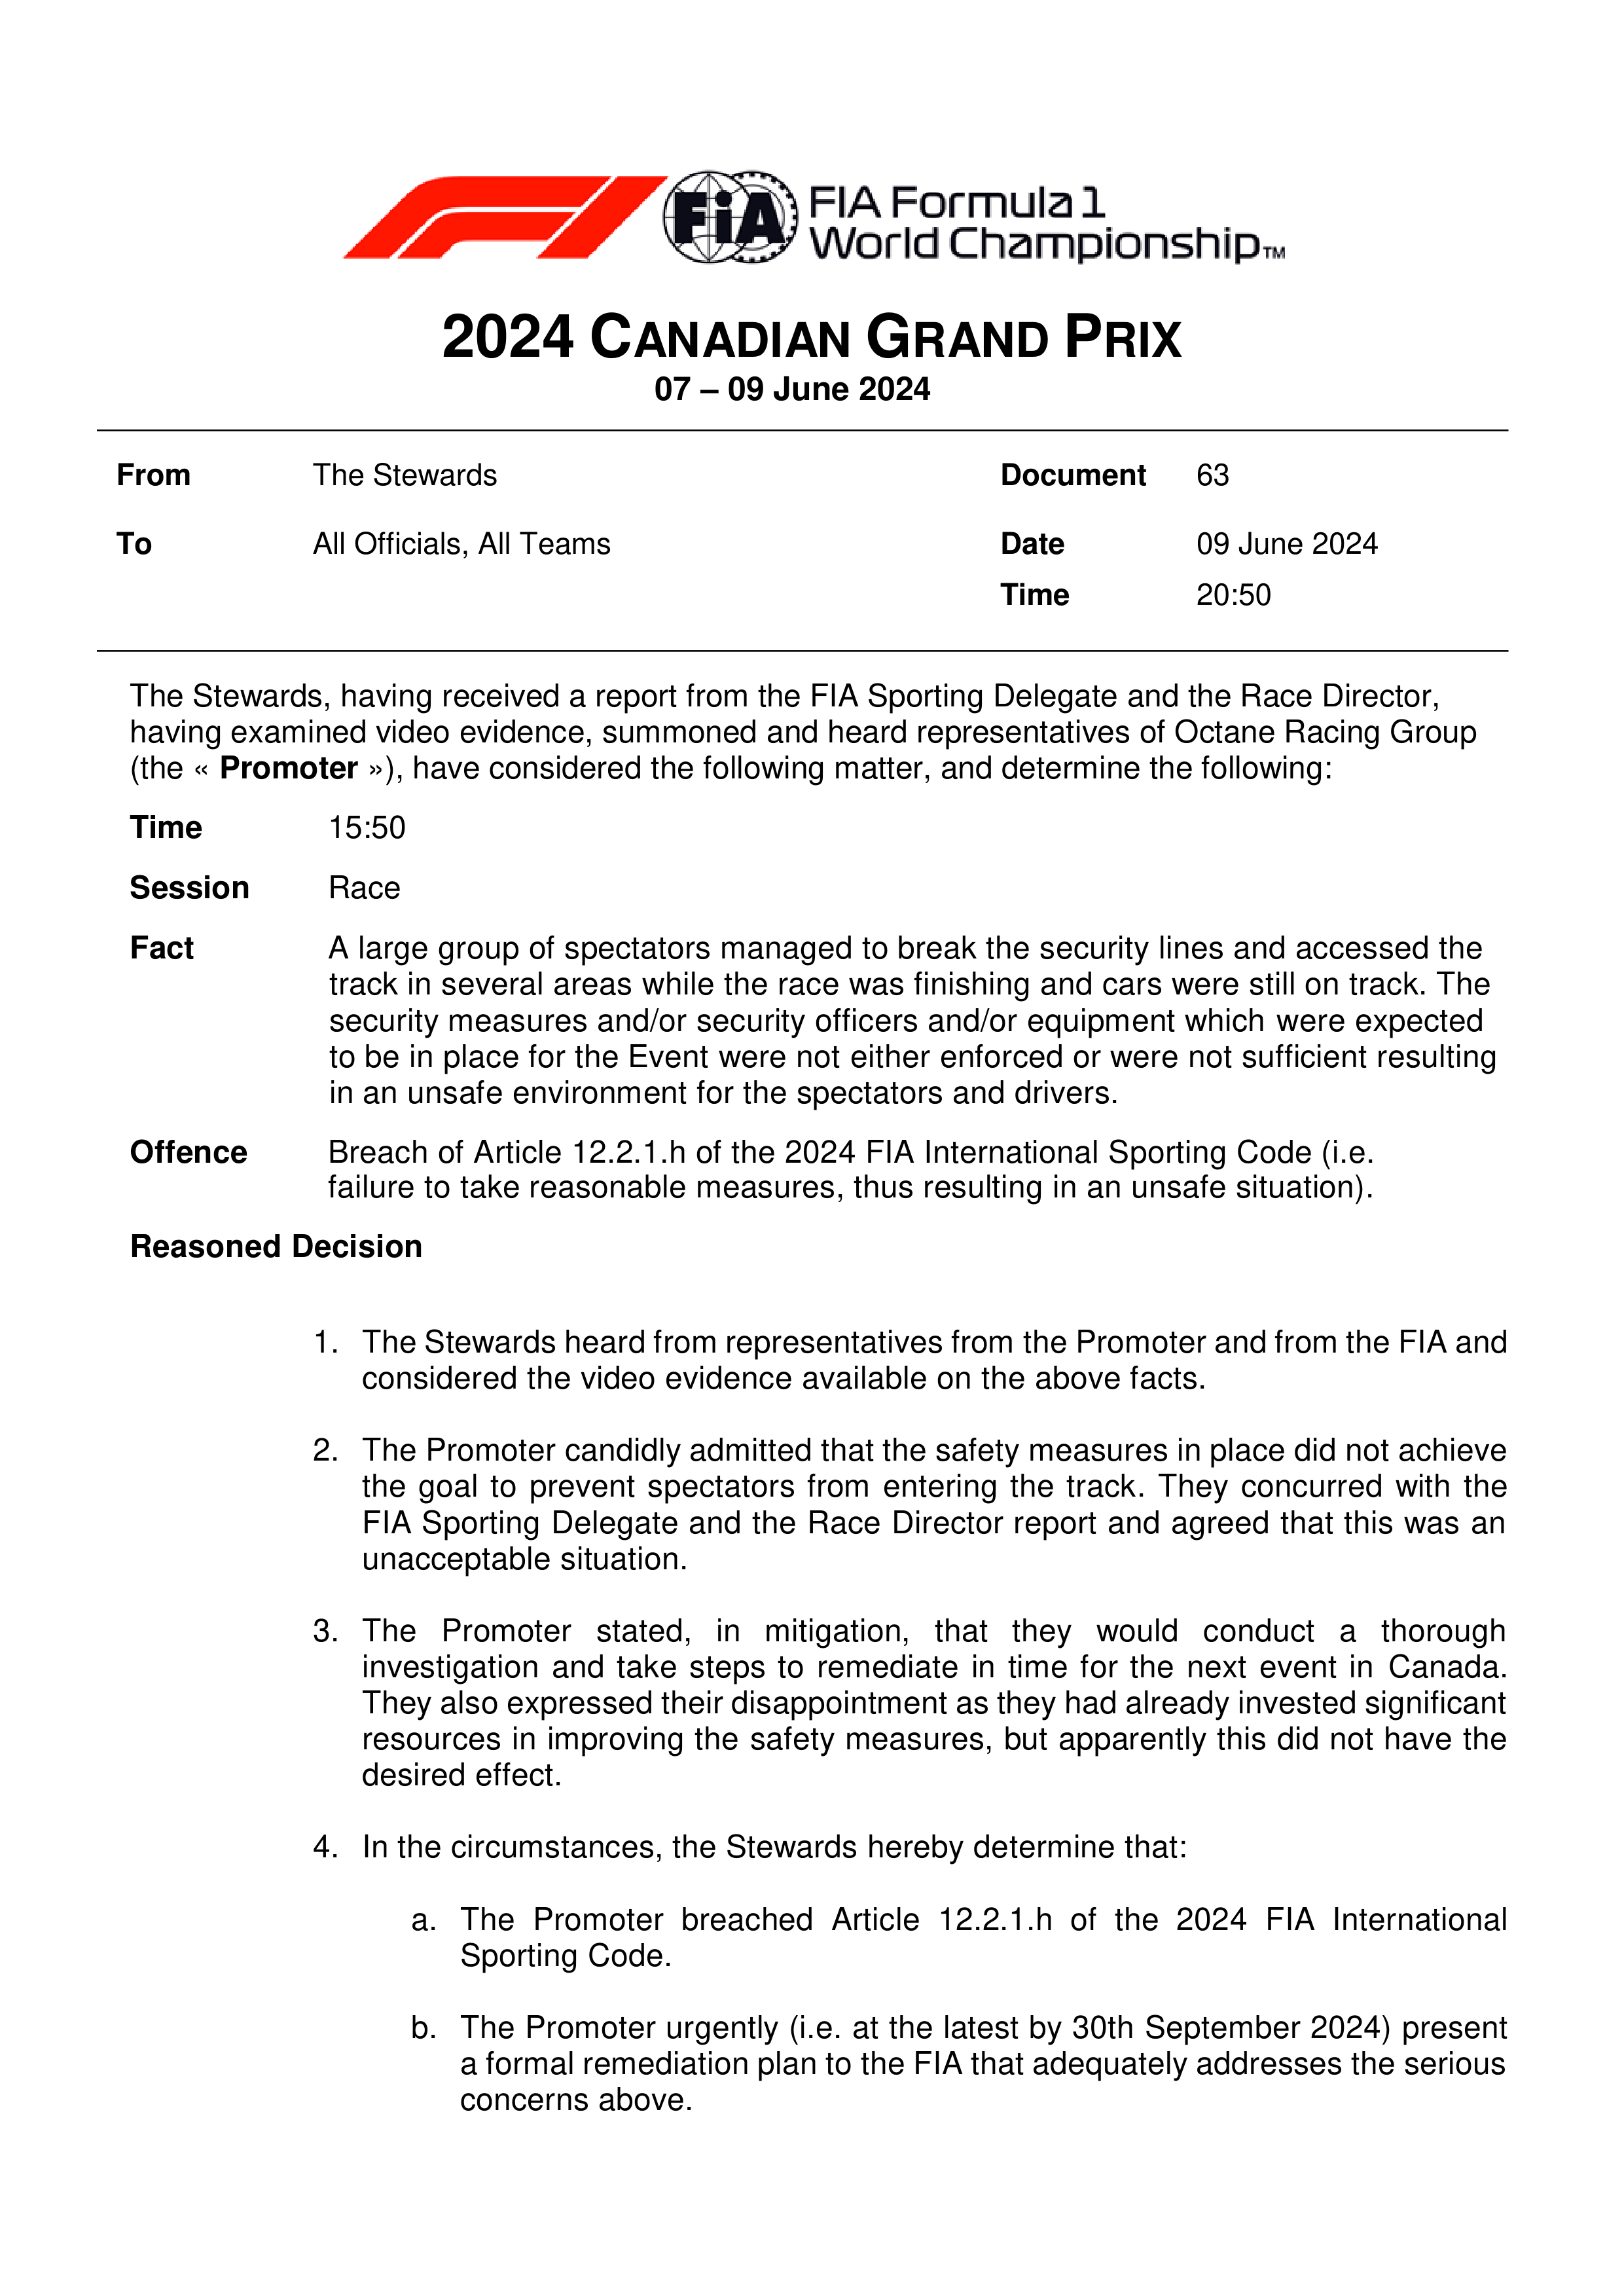 F1 FiA FIA Formula 1
World Championship™
2024 CANADIAN GRAND PRIX
07 – 09 June 2024
From The Stewards Document 63
To All Officials, All Teams Date 09 June 2024
Time 20:50
The Stewards, having received a report from the FIA Sporting Delegate and the Race Director,
having examined video evidence, summoned and heard representatives of Octane Racing Group
(the « Promoter »), have considered the following matter, and determine the following:
Time 15:50
Session Race
Fact A large group of spectators managed to break the security lines and accessed the
track in several areas while the race was finishing and cars were still on track. The
security measures and/or security officers and/or equipment which were expected
to be in place for the Event were not either enforced or were not sufficient resulting
in an unsafe environment for the spectators and drivers.
Offence Breach of Article 12.2.1.h of the 2024 FIA International Sporting Code (i.e.
failure to take reasonable measures, thus resulting in an unsafe situation).
Reasoned Decision
1. The Stewards heard from representatives from the Promoter and from the FIA and
considered the video evidence available on the above facts.
2. The Promoter candidly admitted that the safety measures in place did not achieve
the goal to prevent spectators from entering the track. They concurred with the
FIA Sporting Delegate and the Race Director report and agreed that this was an
unacceptable situation.
3. The Promoter stated, in mitigation, that they would conduct a thorough
investigation and take steps to remediate in time for the next event in Canada.
They also expressed their disappointment as they had already invested significant
resources in improving the safety measures, but apparently this did not have the
desired effect.
4. In the circumstances, the Stewards hereby determine that:
a. The Promoter breached Article 12.2.1.h of the 2024 FIA International
Sporting Code.
b. The Promoter urgently (i.e. at the latest by 30th September 2024) present
a formal remediation plan to the FIA that adequately addresses the serious
concerns above.